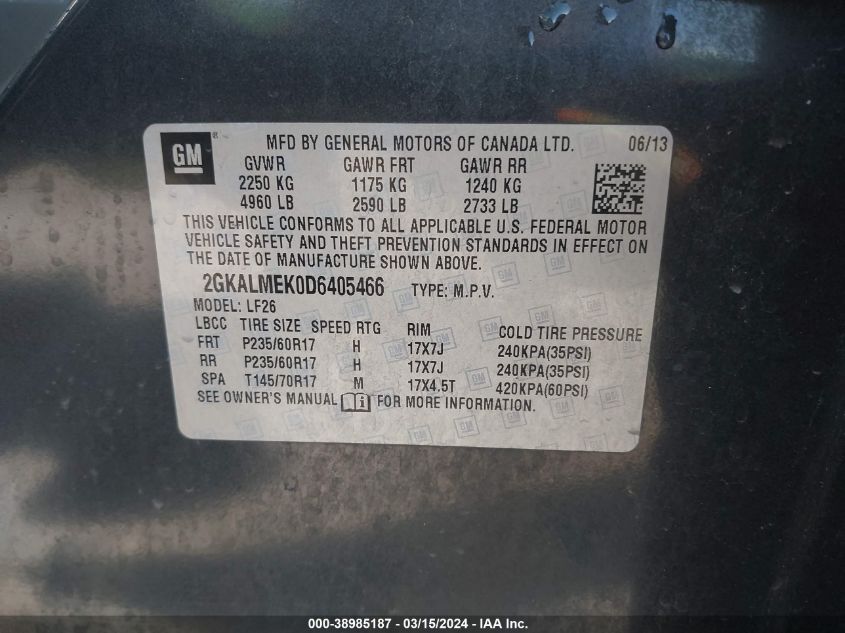 GM ® MFD BY GENERAL MOTORS OF CANADA LTD. 06/13
GVWR GAWR FRT GAWR RR
2250 KG 1175 KG 1240 KG
4960 LB 2590 LB 2733 LB
THIS VEHICLE CONFORMS TO ALL APPLICABLE U.S. FEDERAL MOTOR
VEHICLE SAFETY AND THEFT PREVENTION STANDARDS IN EFFECT ON
THE DATE OF MANUFACTURE SHOWN ABOVE.
2GKALMEK0D6405466 TYPE: M.P.V.
MODEL: LF26
LBCC TIRE SIZE SPEED RTG RIM COLD TIRE PRESSURE
FRT P235/60R17 H 17X7J 240KPA(35PSI)
RR P235/60R17 H 17X7J 240KPA(35PSI)
SPA T145/70R17 M 17X4.5T 420KPA(60PSI)
SEE OWNER'S MANUAL i FOR MORE INFORMATION.
000-38985187 - 03/15/2024 - IAA Inc.